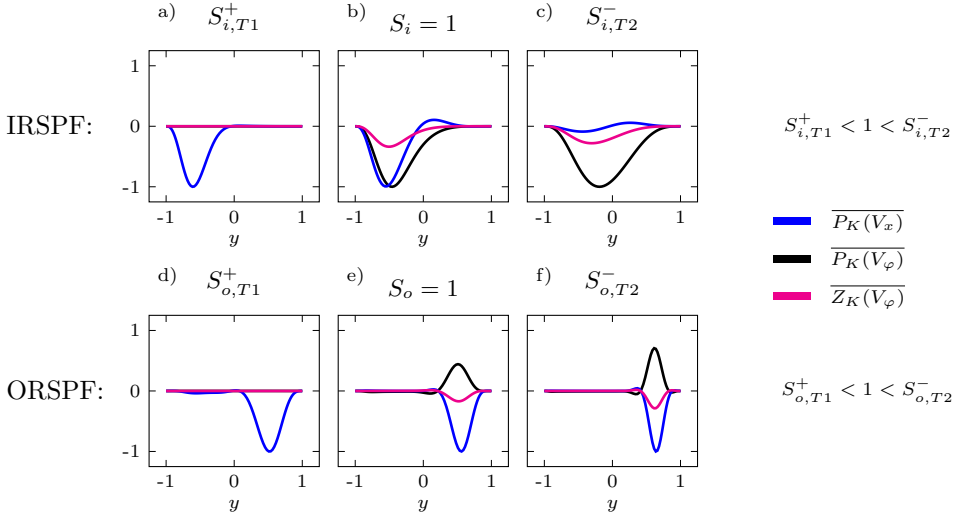 a) $S^{+}_{i,T1}$ b) $S_i = 1$ c) $S^{-}_{i,T2}$
IRSPF:
1
0
-1
-1 0 1 -1 0 1 -1 0 1
y y y
$S^{+}_{i,T1} < 1 < S^{-}_{i,T2}$
$\overline{P_K(V_x)}$
$\overline{P_K(V_\varphi)}$
$\overline{Z_K(V_\varphi)}$
d) $S^{+}_{o,T1}$ e) $S_o = 1$ f) $S^{-}_{o,T2}$
ORSPF:
1
0
-1
-1 0 1 -1 0 1 -1 0 1
y y y
$S^{+}_{o,T1} < 1 < S^{-}_{o,T2}$